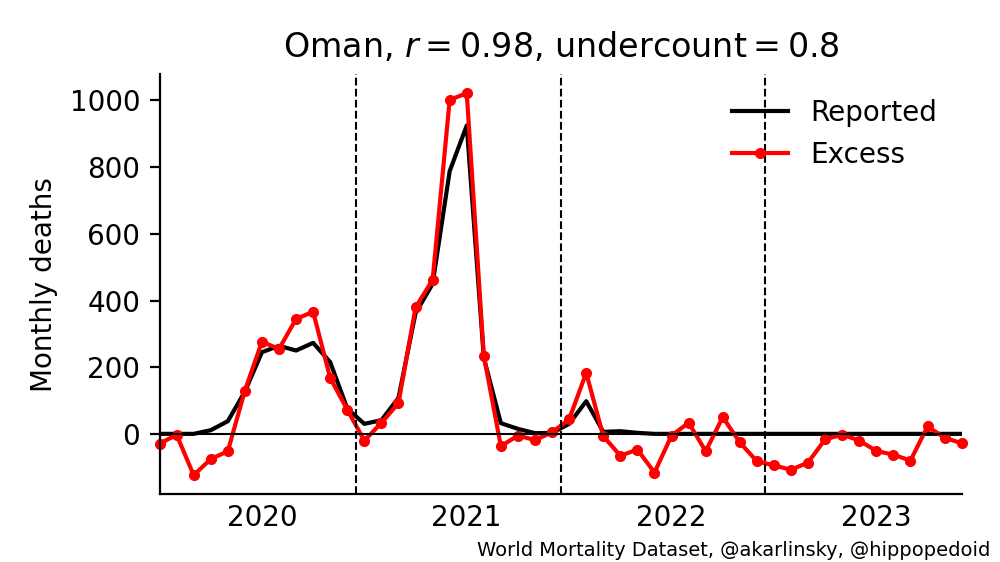 Oman, r = 0.98, undercount = 0.8
Monthly deaths
1000
800
600
400
200
0
Reported
Excess
2020 2021 2022 2023
World Mortality Dataset, @akarlinsky, @hippopedoid